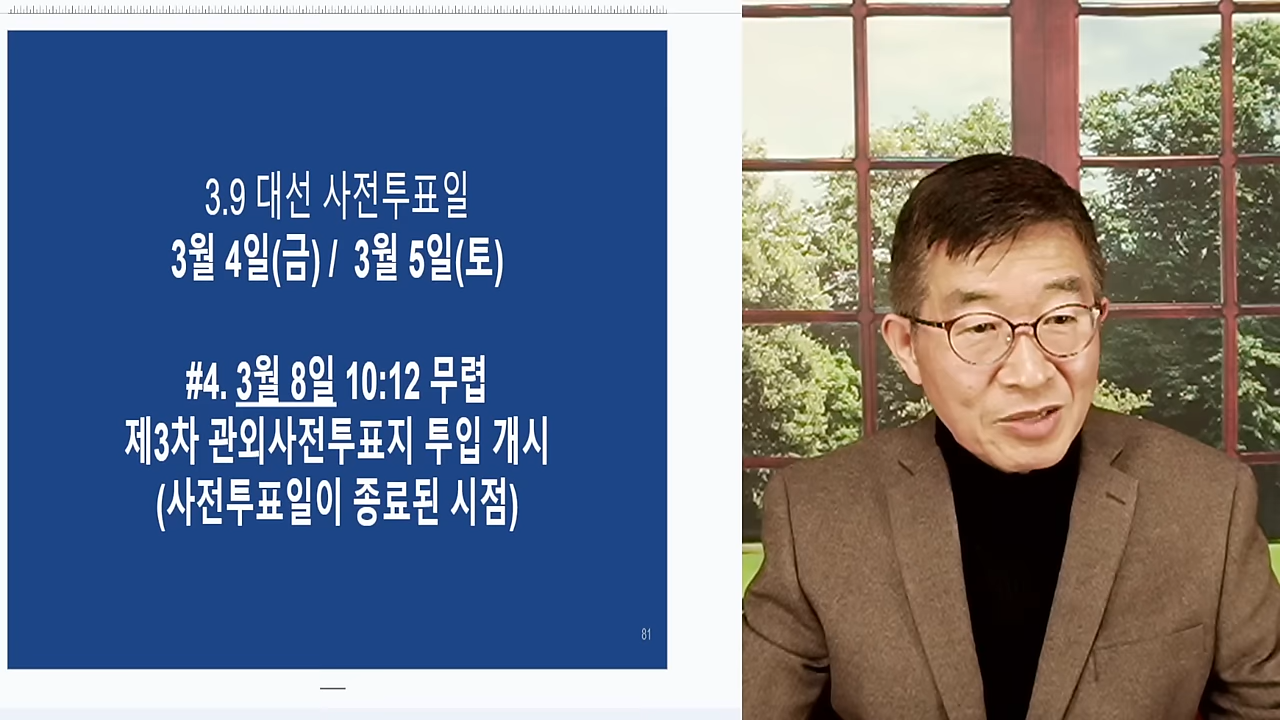 3.9 대선 사전투표일
3월 4일(금) / 3월 5일(토)
#4. 3월 8일 10:12 무렵
제3차 관외사전투표지 투입 개시
(사전투표일이 종료된 시점)
81